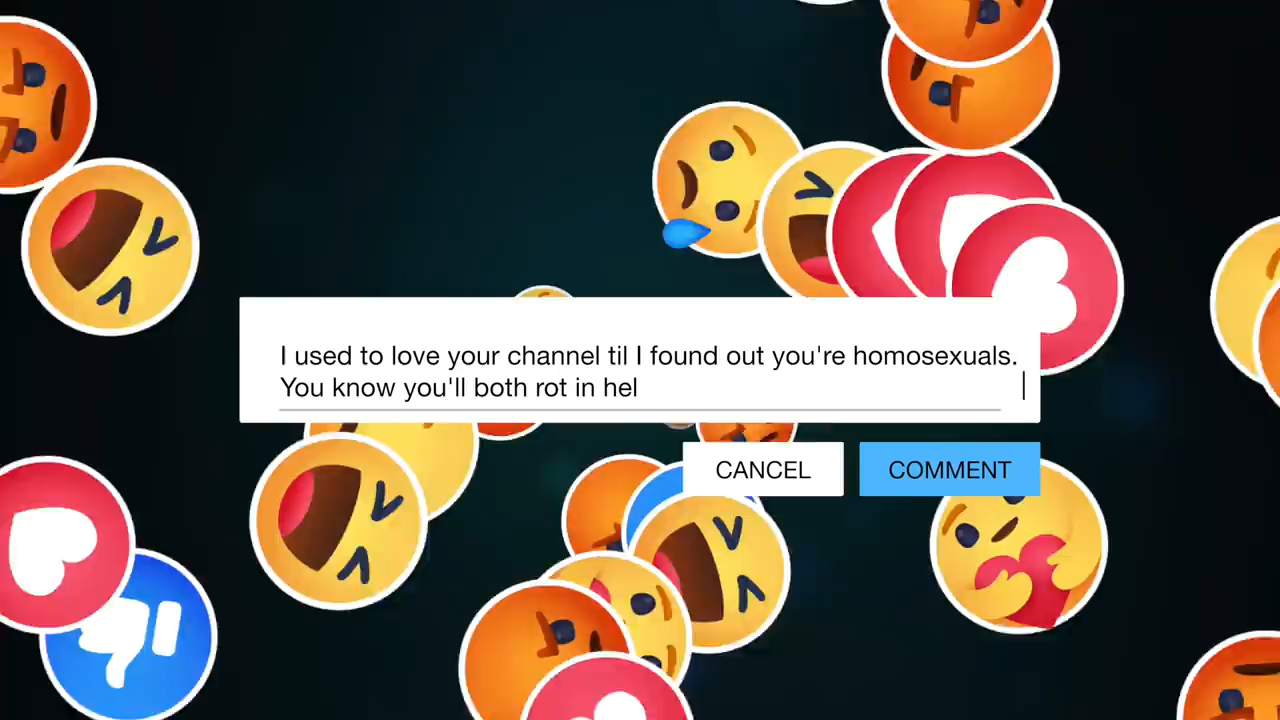 I used to love your channel til I found out you're homosexuals.
You know you'll both rot in hel
CANCEL
COMMENT